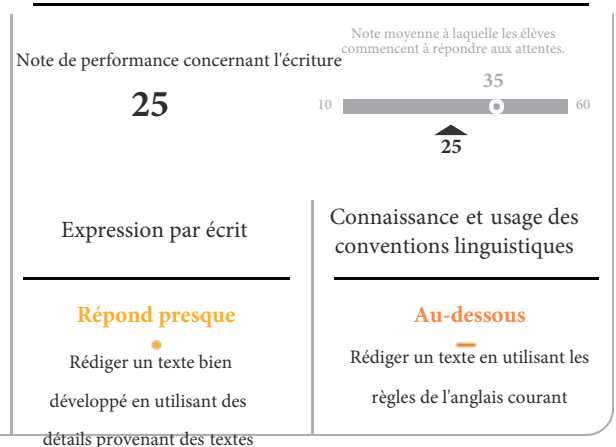 Note moyenne à laquelle les élèves
commencent à répondre aux attentes.
Note de performance concernant l'écriture
25
35
10
60
25
Expression par écrit
Répond presque
Rédiger un texte bien
développé en utilisant des
détails provenant des textes
Connaissance et usage des
conventions linguistiques
Au-dessous
Rédiger un texte en utilisant les
règles de l'anglais courant